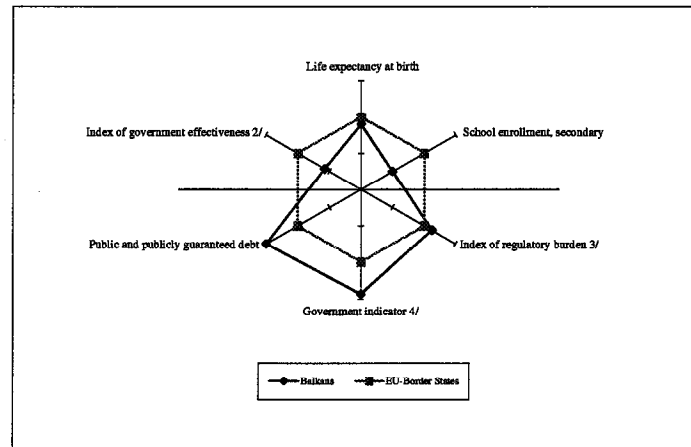 Life expectancy at birth
Index of government effectiveness 2/
School enrollment, secondary
Public and publicly guaranteed debt
Index of regulatory burden 3/
Government indicator 4/
Balkans
EU-Border States